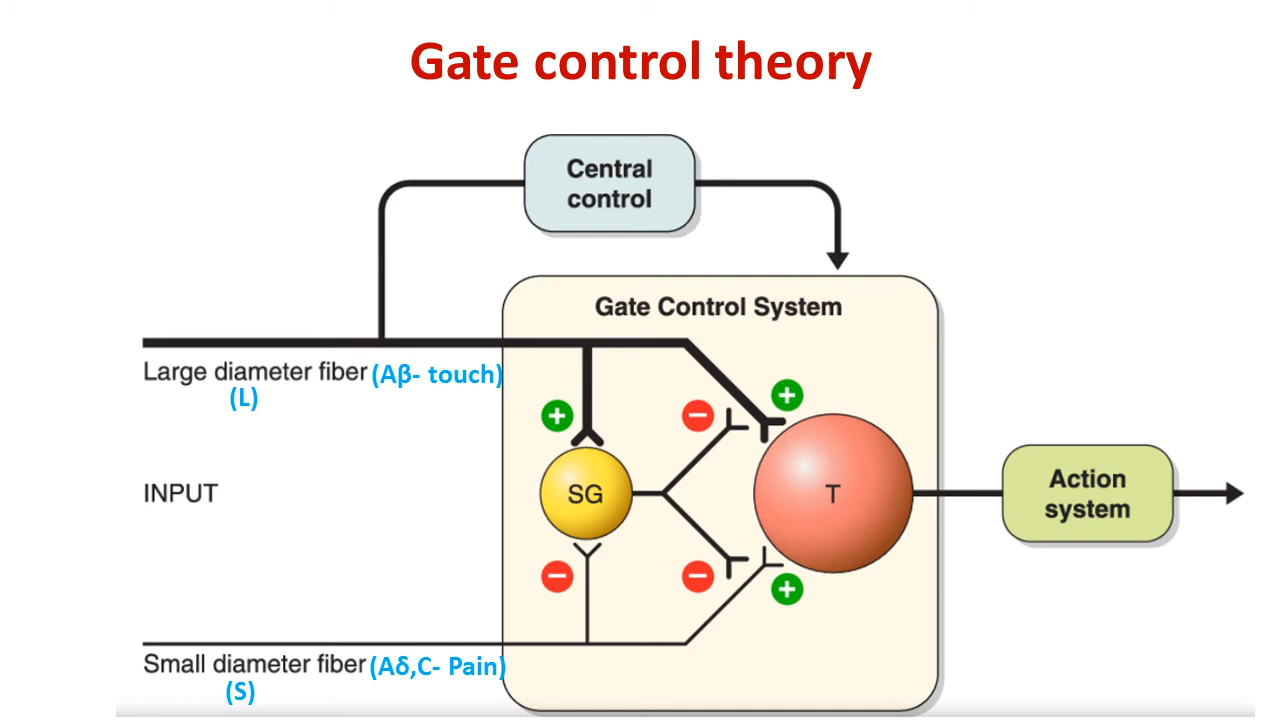 Gate control theory
Central
control
Gate Control System
Large diameter fiber (Aβ- touch)
(L)
+
−
+
INPUT
SG
T
Action
system
−
−
+
Small diameter fiber (Aδ,C- Pain)
(S)